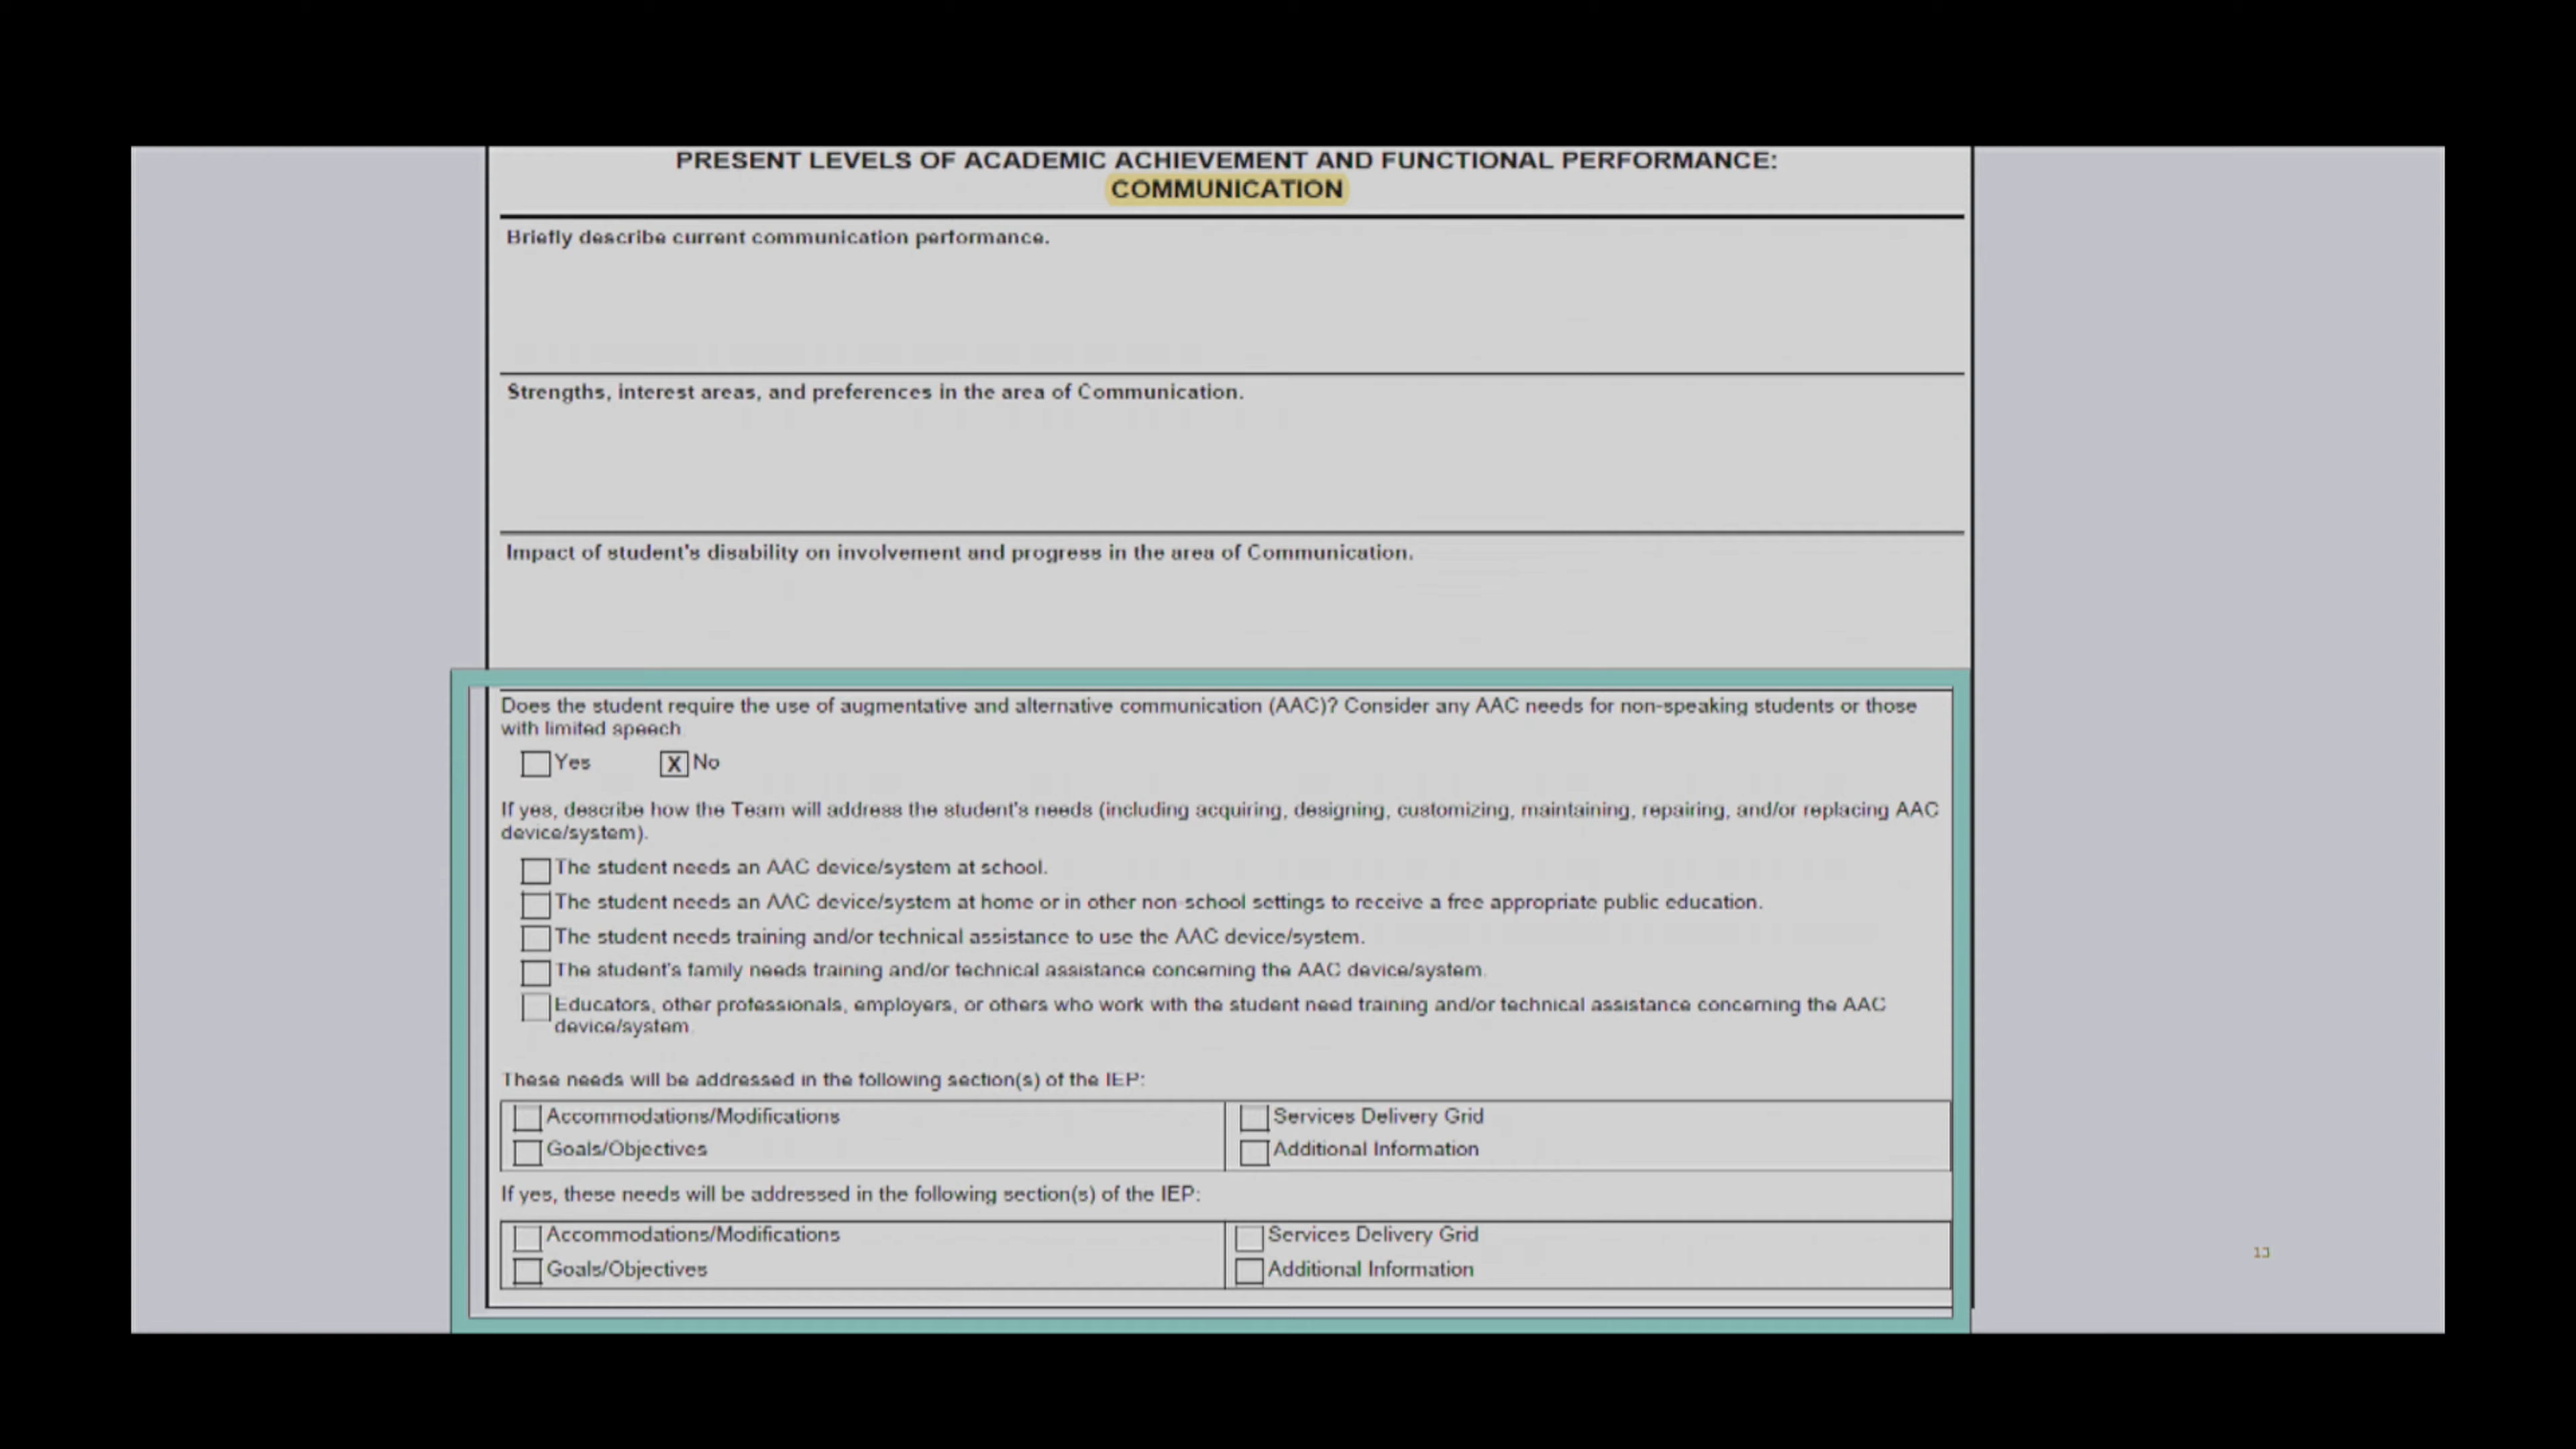 PRESENT LEVELS OF ACADEMIC ACHIEVEMENT AND FUNCTIONAL PERFORMANCE:
COMMUNICATION
Briefly describe current communication performance.
Strengths, interest areas, and preferences in the area of Communication.
Impact of student's disability on involvement and progress in the area of Communication.
Does the student require the use of augmentative and alternative communication (AAC)? Consider any AAC needs for non-speaking students or those
with limited speech
Yes X No
If yes, describe how the Team will address the student's needs (including acquiring, designing, customizing, maintaining, repairing, and/or replacing AAC
device/system).
The student needs an AAC device/system at school.
The student needs an AAC device/system at home or in other non-school settings to receive a free appropriate public education.
The student needs training and/or technical assistance to use the AAC device/system.
The student's family needs training and/or technical assistance concerning the AAC device/system.
Educators, other professionals, employers, or others who work with the student need training and/or technical assistance concerning the AAC
device/system.
These needs will be addressed in the following section(s) of the IEP:
Accommodations/Modifications Services Delivery Grid
Goals/Objectives Additional Information
If yes, these needs will be addressed in the following section(s) of the IEP:
Accommodations/Modifications Services Delivery Grid
Goals/Objectives Additional Information
13